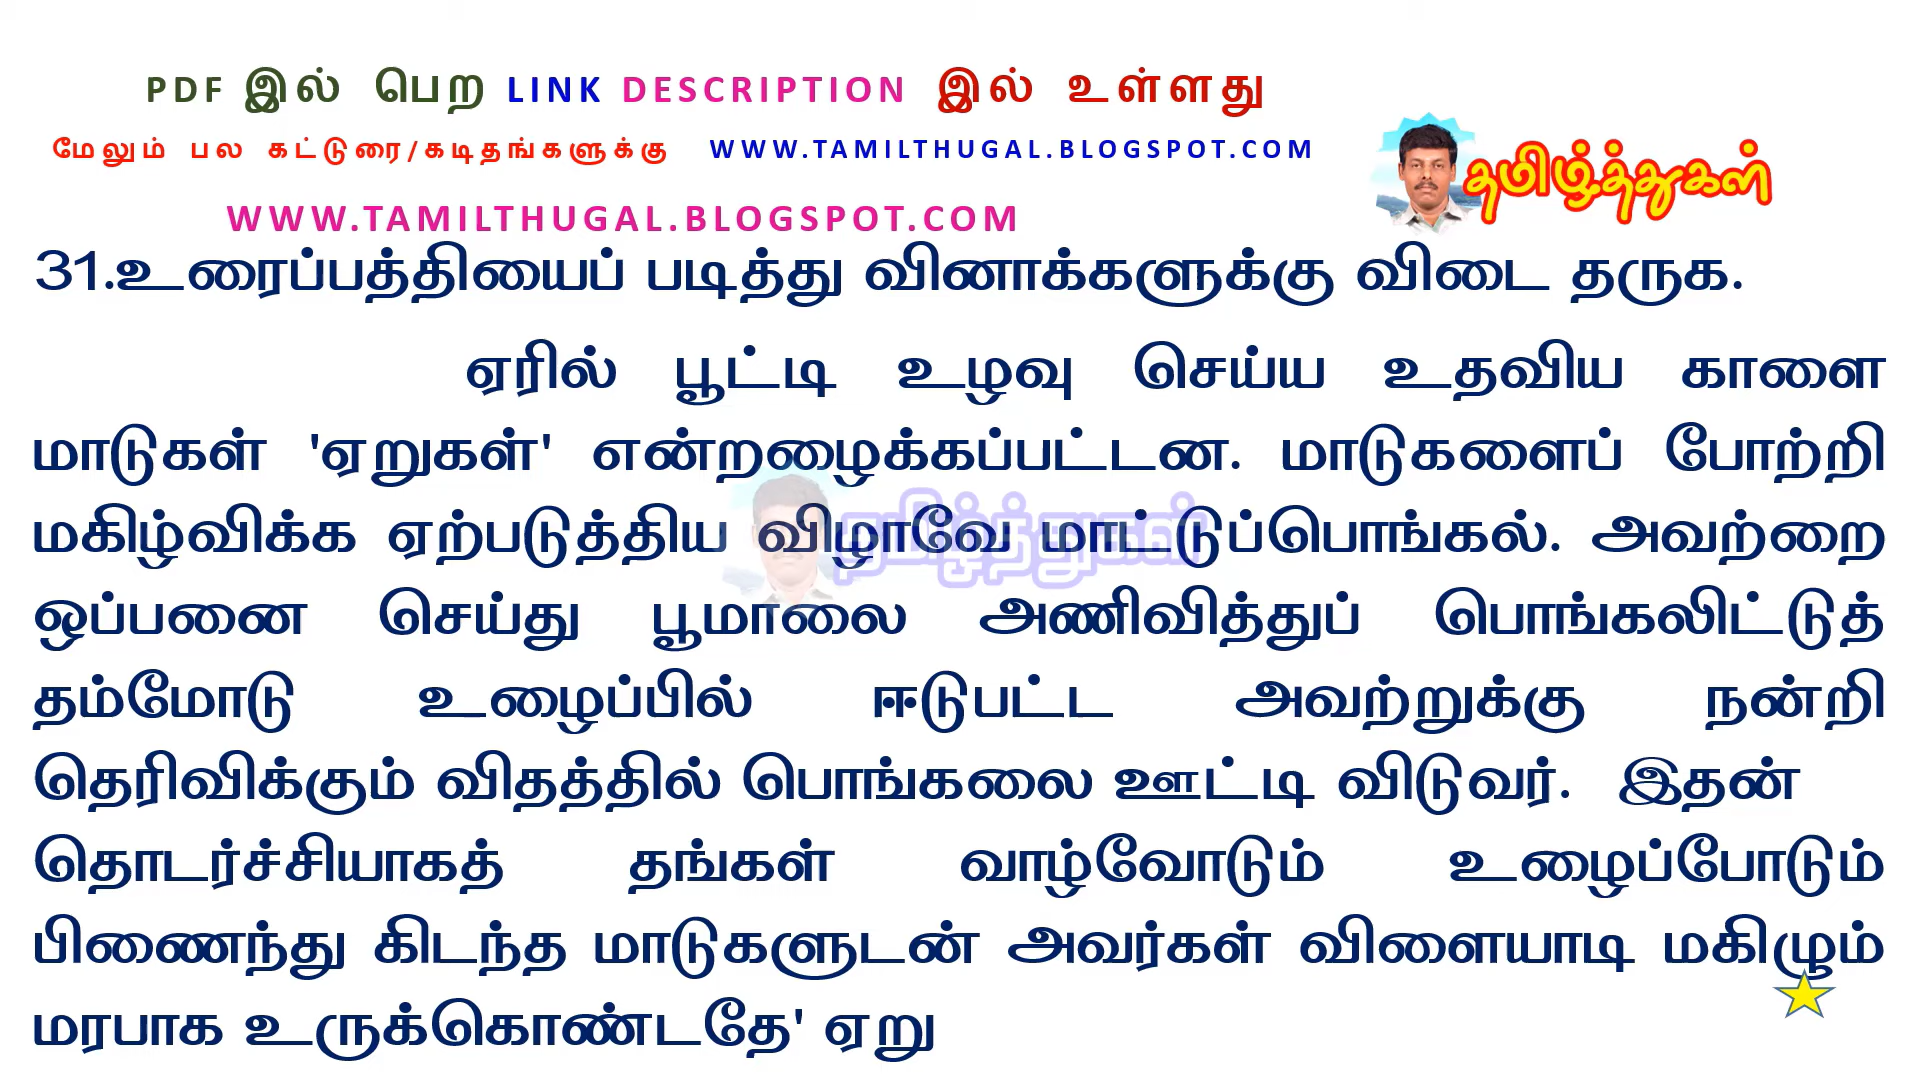 PDF இல் பெற LINK DESCRIPTION இல் உள்ளது
மேலும் பல கட்டுரை/கடிதங்களுக்கு WWW.TAMILTHUGAL.BLOGSPOT.COM
தமிழ்த்துகள்
WWW.TAMILTHUGAL.BLOGSPOT.COM
31.உரைப்பத்தியைப் படித்து வினாக்களுக்கு விடை தருக.
ஏரில் பூட்டி உழவு செய்ய உதவிய காளை
மாடுகள் 'ஏறுகள்' என்றழைக்கப்பட்டன. மாடுகளைப் போற்றி
மகிழ்விக்க ஏற்படுத்திய விழாவே மாட்டுப்பொங்கல். அவற்றை
தமிழ்த்துகள்
ஒப்பனை செய்து பூமாலை அணிவித்துப் பொங்கலிட்டுத்
தம்மோடு உழைப்பில் ஈடுபட்ட அவற்றுக்கு நன்றி
தெரிவிக்கும் விதத்தில் பொங்கலை ஊட்டி விடுவர். இதன்
தொடர்ச்சியாகத் தங்கள் வாழ்வோடும் உழைப்போடும்
பிணைந்து கிடந்த மாடுகளுடன் அவர்கள் விளையாடி மகிழும்
மரபாக உருக்கொண்டதே' ஏறு